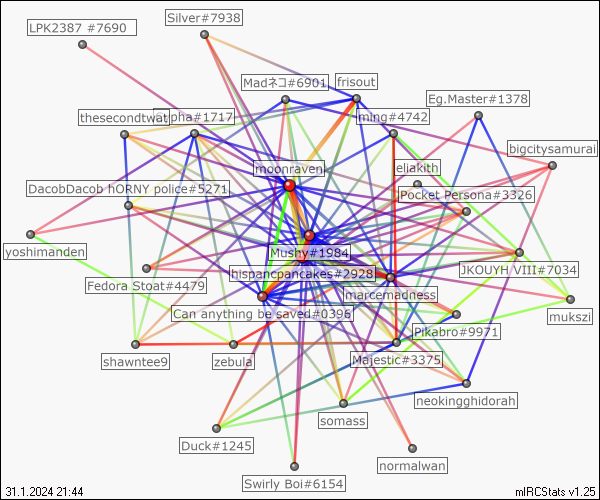 Silver#7938
LPK2387 #7690
Madネコ#6901
frisout
Eg.Master#1378
thesecondtwat
alpha#1717
ming#4742
bigcitysamurai
moonraven
eljakith
DacobDacob hORNY police#5271
Pocket Persona#3326
yoshimanden
Mushy#1984
Fedora Stoat#4479
hispancpancakes#2928
JKOUYH VIII#7034
marcemadness
Can anything be saved#0396
mukszi
Pikabro#9971
shawntee9
zebula
Majestic#3375
neokingghidorah
somass
Duck#1245
normalwan
Swirly Boi#6154
31.1.2024 21:44
mIRCStats v1.25